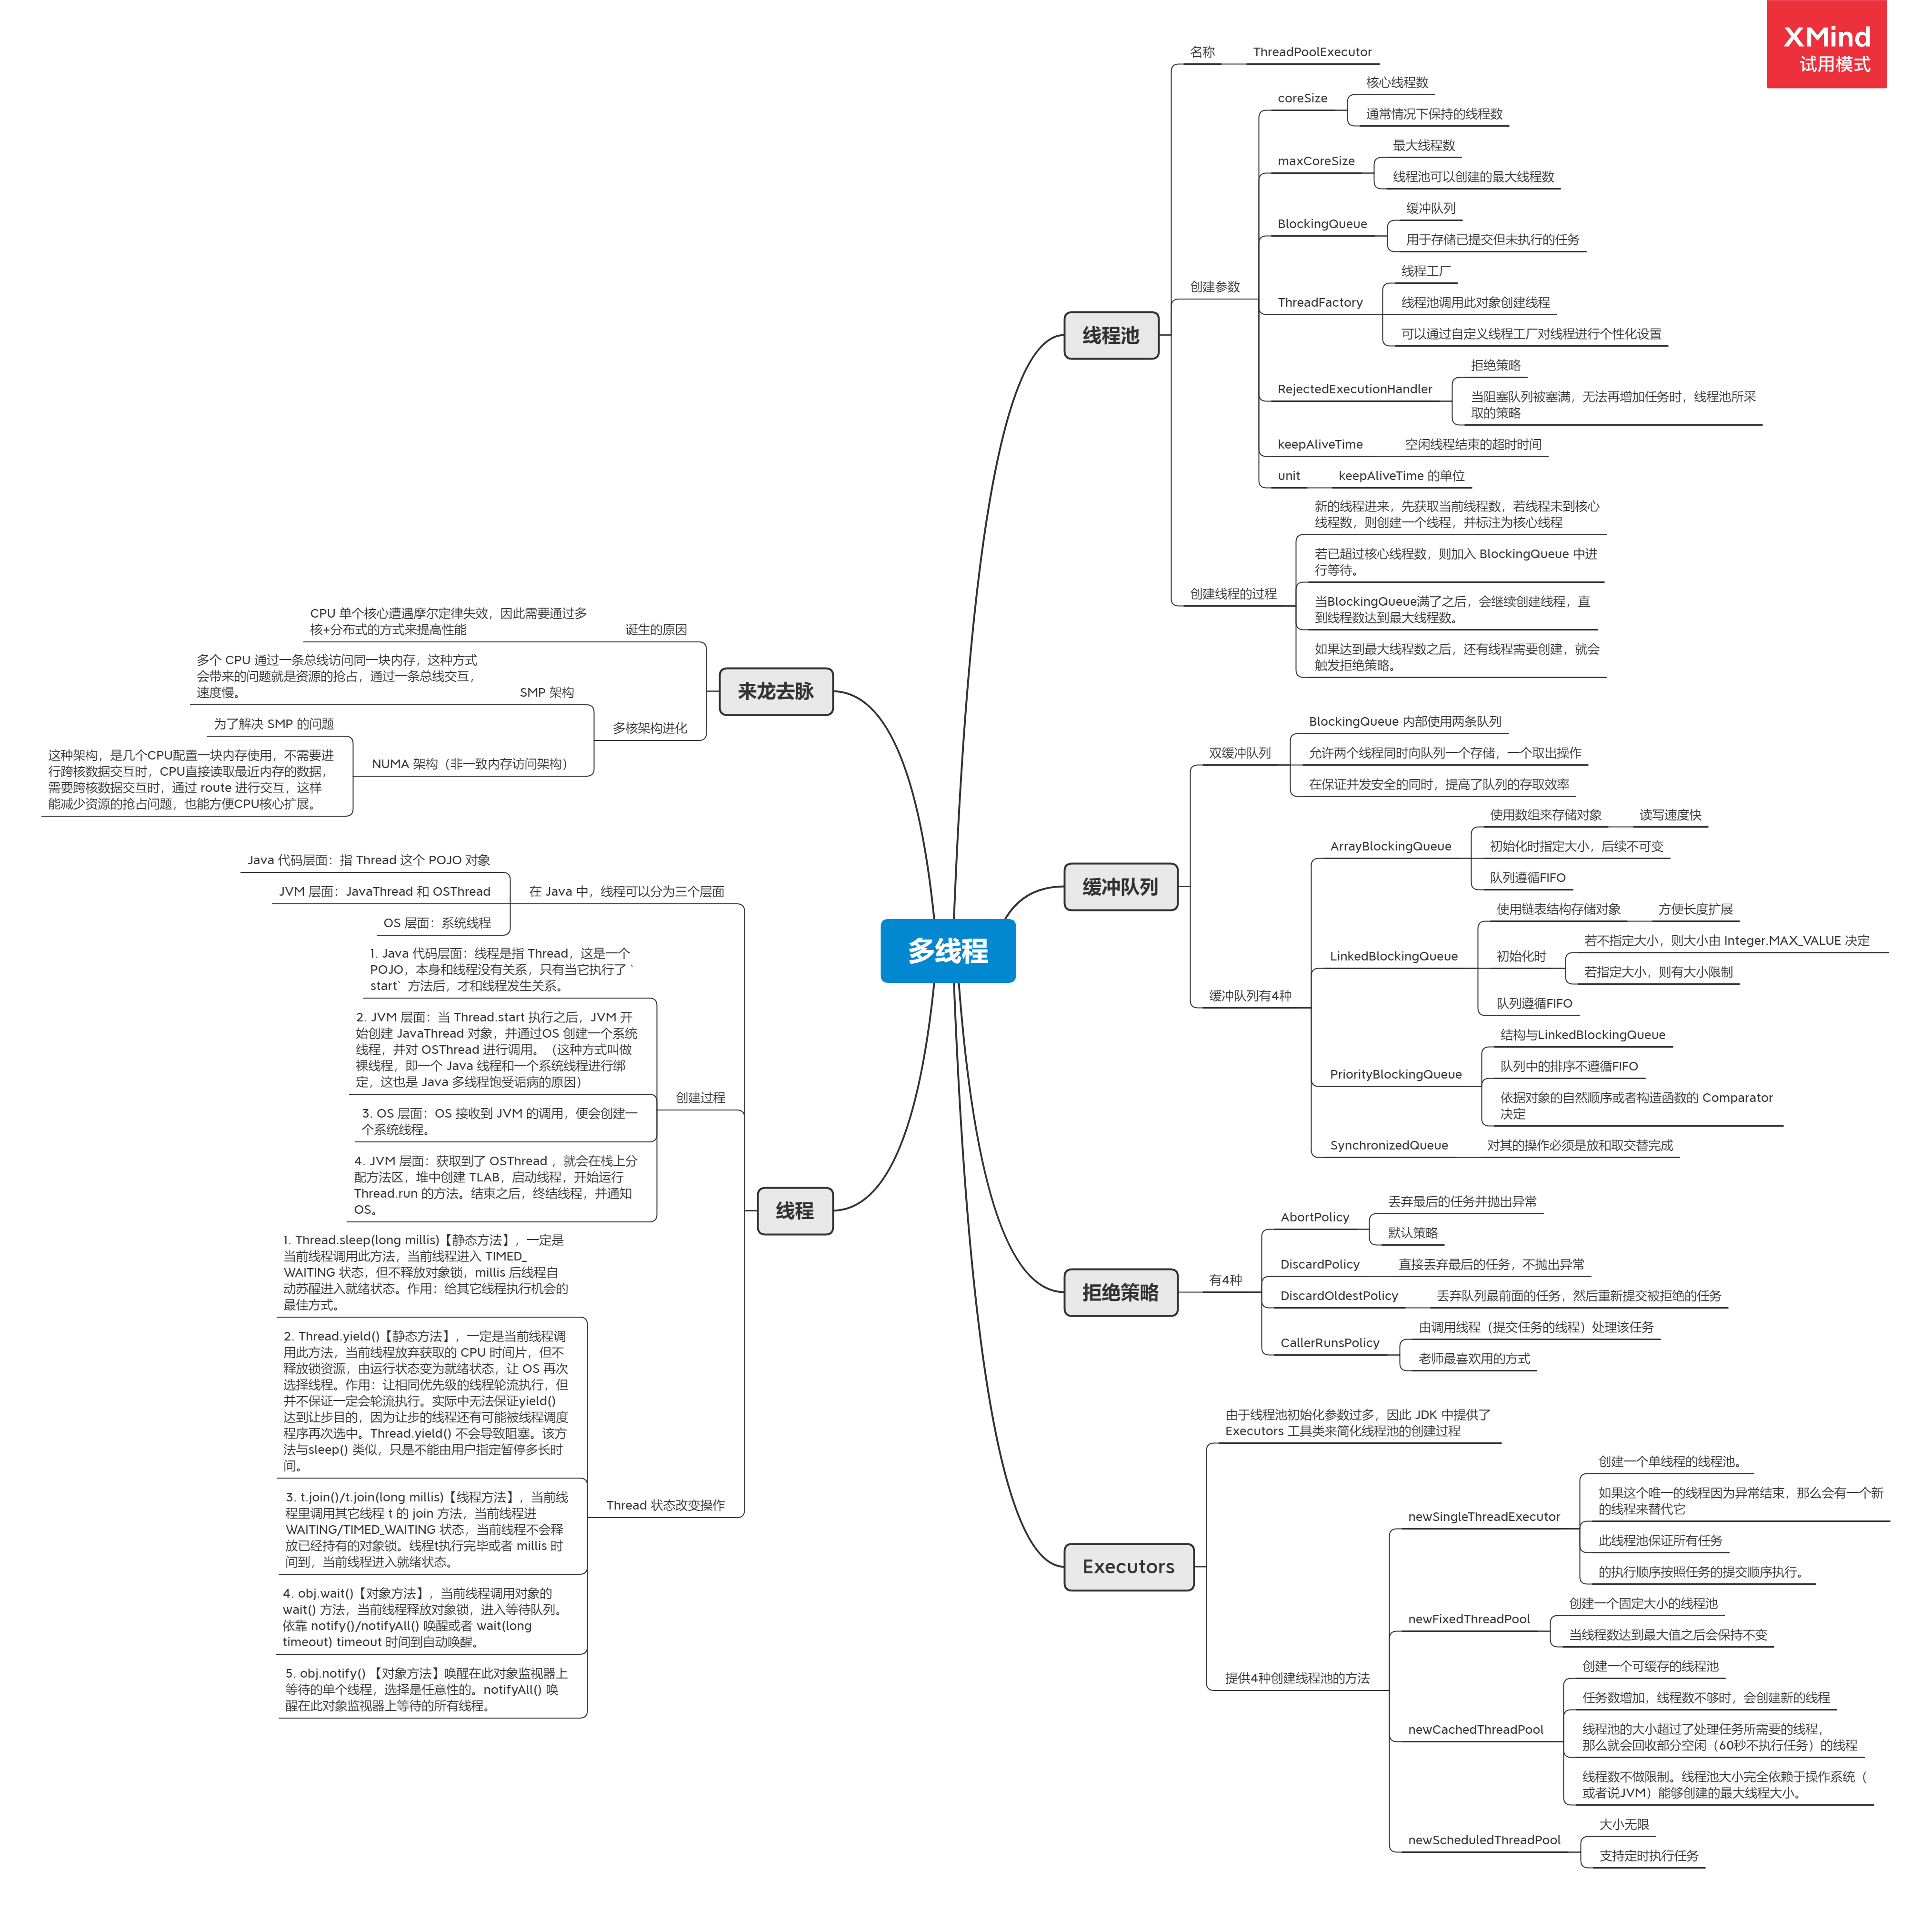 XMind
试用模式
多线程
线程池
名称
ThreadPoolExecutor
创建参数
coreSize
核心线程数
通常情况下保持的线程数
maxCoreSize
最大线程数
线程池可以创建的最大线程数
BlockingQueue
缓冲队列
用于存储已提交但未执行的任务
ThreadFactory
线程工厂
线程池调用此对象创建线程
可以通过自定义线程工厂对线程进行个性化设置
RejectedExecutionHandler
拒绝策略
当阻塞队列被塞满，无法再增加任务时，线程池所采
取的策略
keepAliveTime
空闲线程结束的超时时间
unit
keepAliveTime 的单位
创建线程的过程
新的线程进来，先获取当前线程数，若线程未到核心
线程数，则创建一个线程，并标注为核心线程
若已超过核心线程数，则加入 BlockingQueue 中进
行等待。
当BlockingQueue满了之后，会继续创建线程，直
到线程数达到最大线程数。
如果达到最大线程数之后，还有线程需要创建，就会
触发拒绝策略。
缓冲队列
双缓冲队列
BlockingQueue 内部使用两条队列
允许两个线程同时向队列一个存储，一个取出操作
在保证并发安全的同时，提高了队列的存取效率
缓冲队列有4种
ArrayBlockingQueue
使用数组来存储对象
读写速度快
初始化时指定大小，后续不可变
队列遵循FIFO
LinkedBlockingQueue
使用链表结构存储对象
方便长度扩展
初始化时
若不指定大小，则大小由 Integer.MAX_VALUE 决定
若指定大小，则有大小限制
队列遵循FIFO
PriorityBlockingQueue
结构与LinkedBlockingQueue
队列中的排序不遵循FIFO
依据对象的自然顺序或者构造函数的 Comparator
决定
SynchronizedQueue
对其的操作必须是放和取交替完成
拒绝策略
有4种
AbortPolicy
丢弃最后的任务并抛出异常
默认策略
DiscardPolicy
直接丢弃最后的任务，不抛出异常
DiscardOldestPolicy
丢弃队列最前面的任务，然后重新提交被拒绝的任务
CallerRunsPolicy
由调用线程（提交任务的线程）处理该任务
老师最喜欢用的方式
Executors
由于线程池初始化参数过多，因此 JDK 中提供了
Executors 工具类来简化线程池的创建过程
提供4种创建线程池的方法
newSingleThreadExecutor
创建一个单线程的线程池。
如果这个唯一的线程因为异常结束，那么会有一个新
的线程来替代它
此线程池保证所有任务
的执行顺序按照任务的提交顺序执行。
newFixedThreadPool
创建一个固定大小的线程池
当线程数达到最大值之后会保持不变
newCachedThreadPool
创建一个可缓存的线程池
任务数增加，线程数不够时，会创建新的线程
线程池的大小超过了处理任务所需要的线程，
那么就会回收部分空闲（60秒不执行任务）的线程
线程数不做限制。线程池大小完全依赖于操作系统（
或者说JVM）能够创建的最大线程大小。
newScheduledThreadPool
大小无限
支持定时执行任务
来龙去脉
诞生的原因
CPU 单个核心遭遇摩尔定律失效，因此需要通过多
核+分布式的方式来提高性能
多核架构进化
SMP 架构
多个 CPU 通过一条总线访问同一块内存，这种方式
会带来的问题就是资源的抢占，通过一条总线交互，
速度慢。
NUMA 架构（非一致内存访问架构）
为了解决 SMP 的问题
这种架构，是几个CPU配置一块内存使用，不需要进
行跨核数据交互时，CPU直接读取最近内存的数据，
需要跨核数据交互时，通过 route 进行交互，这样
能减少资源的抢占问题，也能方便CPU核心扩展。
线程
在 Java 中，线程可以分为三个层面
Java 代码层面：指 Thread 这个 POJO 对象
JVM 层面：JavaThread 和 OSThread
OS 层面：系统线程
创建过程
1. Java 代码层面：线程是指 Thread，这是一个
POJO，本身和线程没有关系，只有当它执行了 `
start` 方法后，才和线程发生关系。
2. JVM 层面：当 Thread.start 执行之后，JVM 开
始创建 JavaThread 对象，并通过OS 创建一个系统
线程，并对 OSThread 进行调用。（这种方式叫做
裸线程，即一个 Java 线程和一个系统线程进行绑
定，这也是 Java 多线程饱受诟病的原因）
3. OS 层面：OS 接收到 JVM 的调用，便会创建一
个系统线程。
4. JVM 层面：获取到了 OSThread ，就会在栈上分
配方法区，堆中创建 TLAB，启动线程，开始运行
Thread.run 的方法。结束之后，终结线程，并通知
OS。
Thread 状态改变操作
1. Thread.sleep(long millis)【静态方法】，一定是
当前线程调用此方法，当前线程进入 TIMED_
WAITING 状态，但不释放对象锁，millis 后线程自
动苏醒进入就绪状态。作用：给其它线程执行机会的
最佳方式。
2. Thread.yield()【静态方法】，一定是当前线程调
用此方法，当前线程放弃获取的 CPU 时间片，但不
释放锁资源，由运行状态变为就绪状态，让 OS 再次
选择线程。作用：让相同优先级的线程轮流执行，但
并不保证一定会轮流执行。实际中无法保证yield()
达到让步目的，因为让步的线程还有可能被线程调度
程序再次选中。Thread.yield() 不会导致阻塞。该方
法与sleep() 类似，只是不能由用户指定暂停多长时
间。
3. t.join()/t.join(long millis)【线程方法】，当前线
程里调用其它线程 t 的 join 方法，当前线程进
WAITING/TIMED_WAITING 状态，当前线程不会释
放已经持有的对象锁。线程t执行完毕或者 millis 时
间到，当前线程进入就绪状态。
4. obj.wait()【对象方法】，当前线程调用对象的
wait() 方法，当前线程释放对象锁，进入等待队列。
依靠 notify()/notifyAll() 唤醒或者 wait(long
timeout) timeout 时间到自动唤醒。
5. obj.notify() 【对象方法】唤醒在此对象监视器上
等待的单个线程，选择是任意性的。notifyAll() 唤
醒在此对象监视器上等待的所有线程。